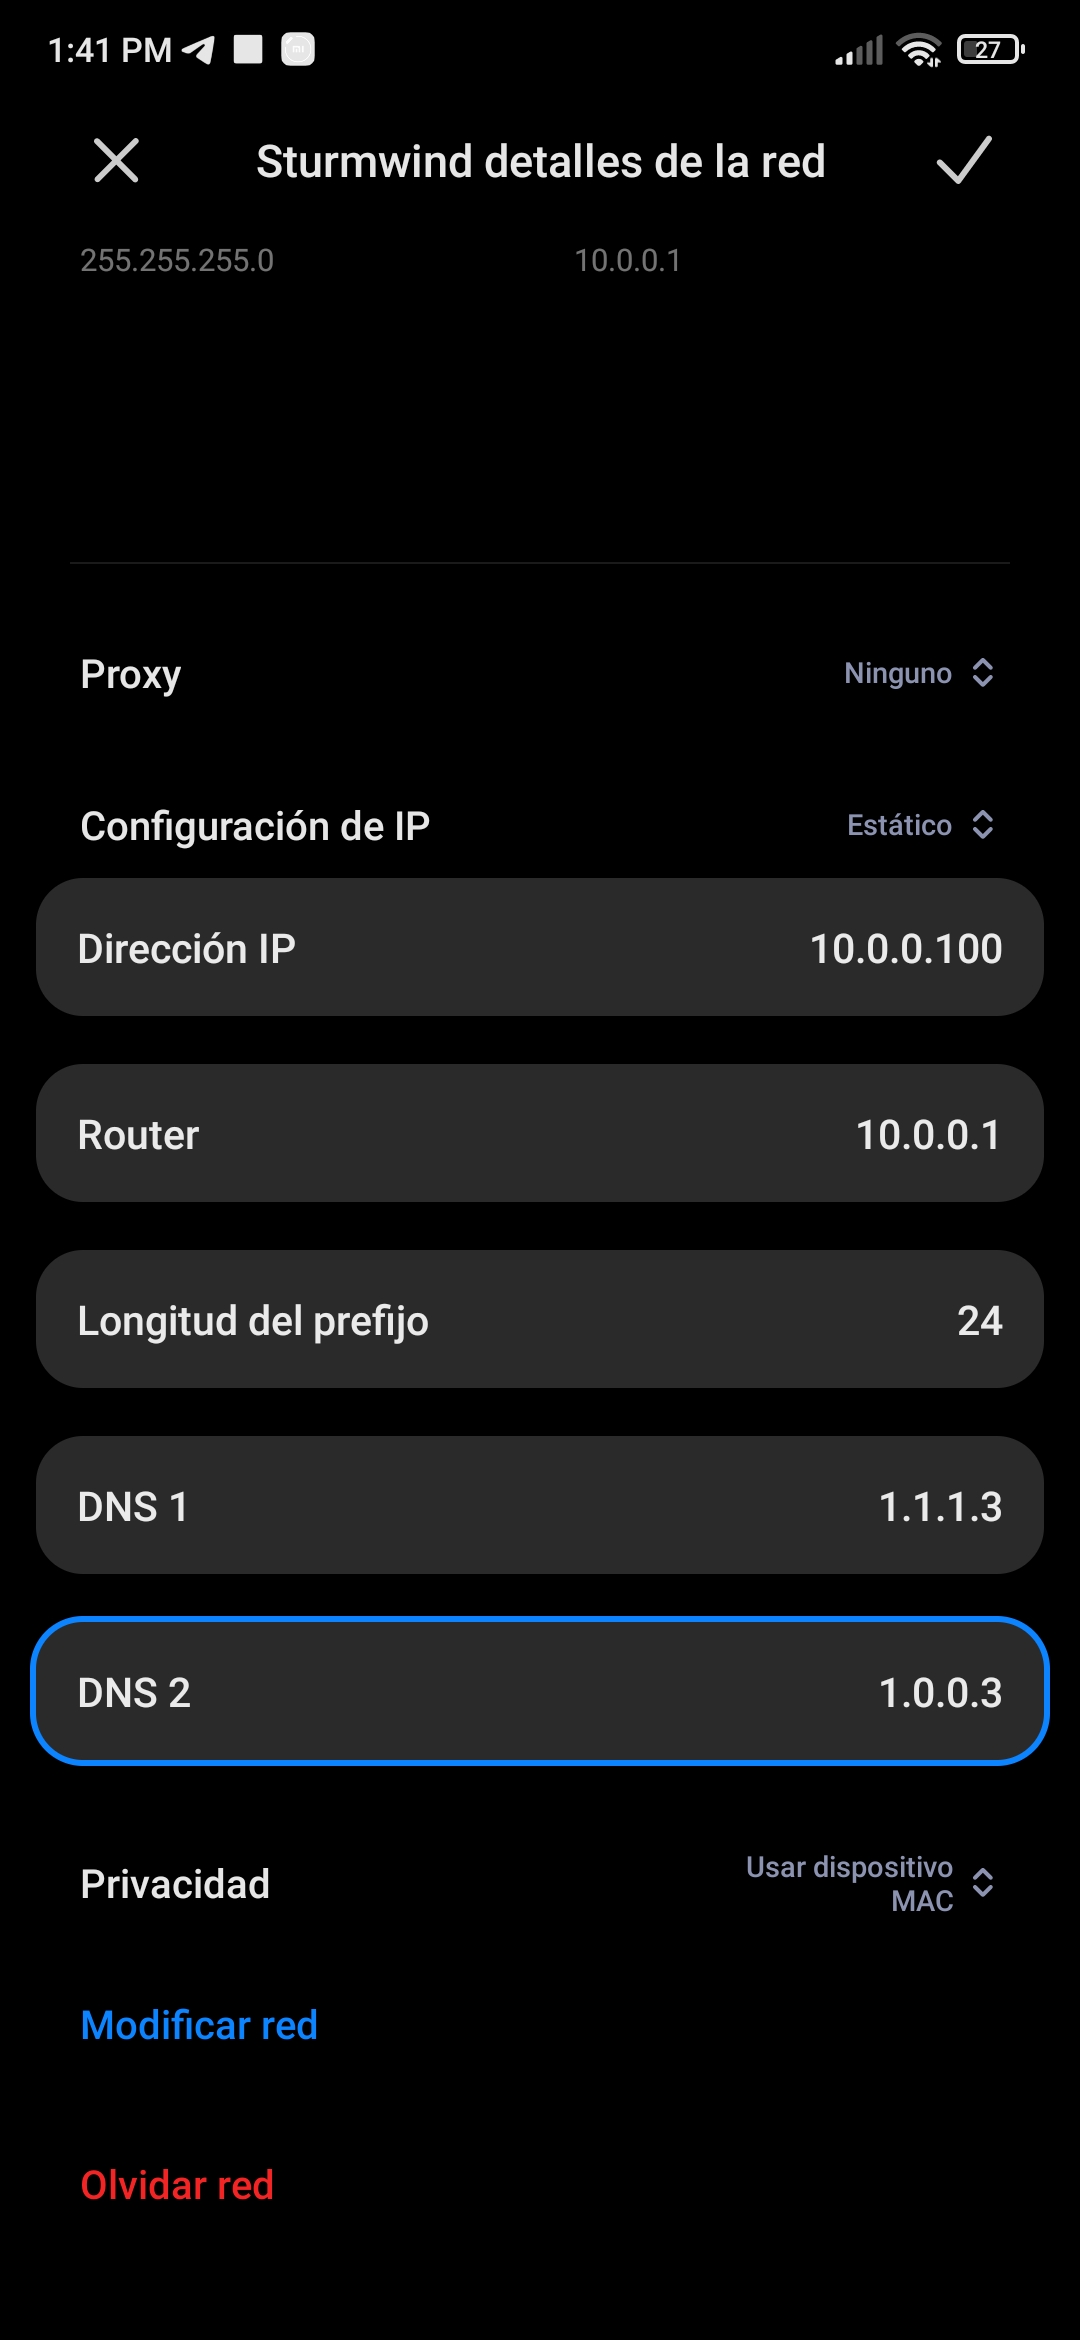 1:41 PM
27
Sturmwind detalles de la red
255.255.255.0 10.0.0.1
Proxy Ninguno
Configuración de IP Estático
Dirección IP 10.0.0.100
Router 10.0.0.1
Longitud del prefijo 24
DNS 1 1.1.1.3
DNS 2 1.0.0.3
Privacidad Usar dispositivo
MAC
Modificar red
Olvidar red